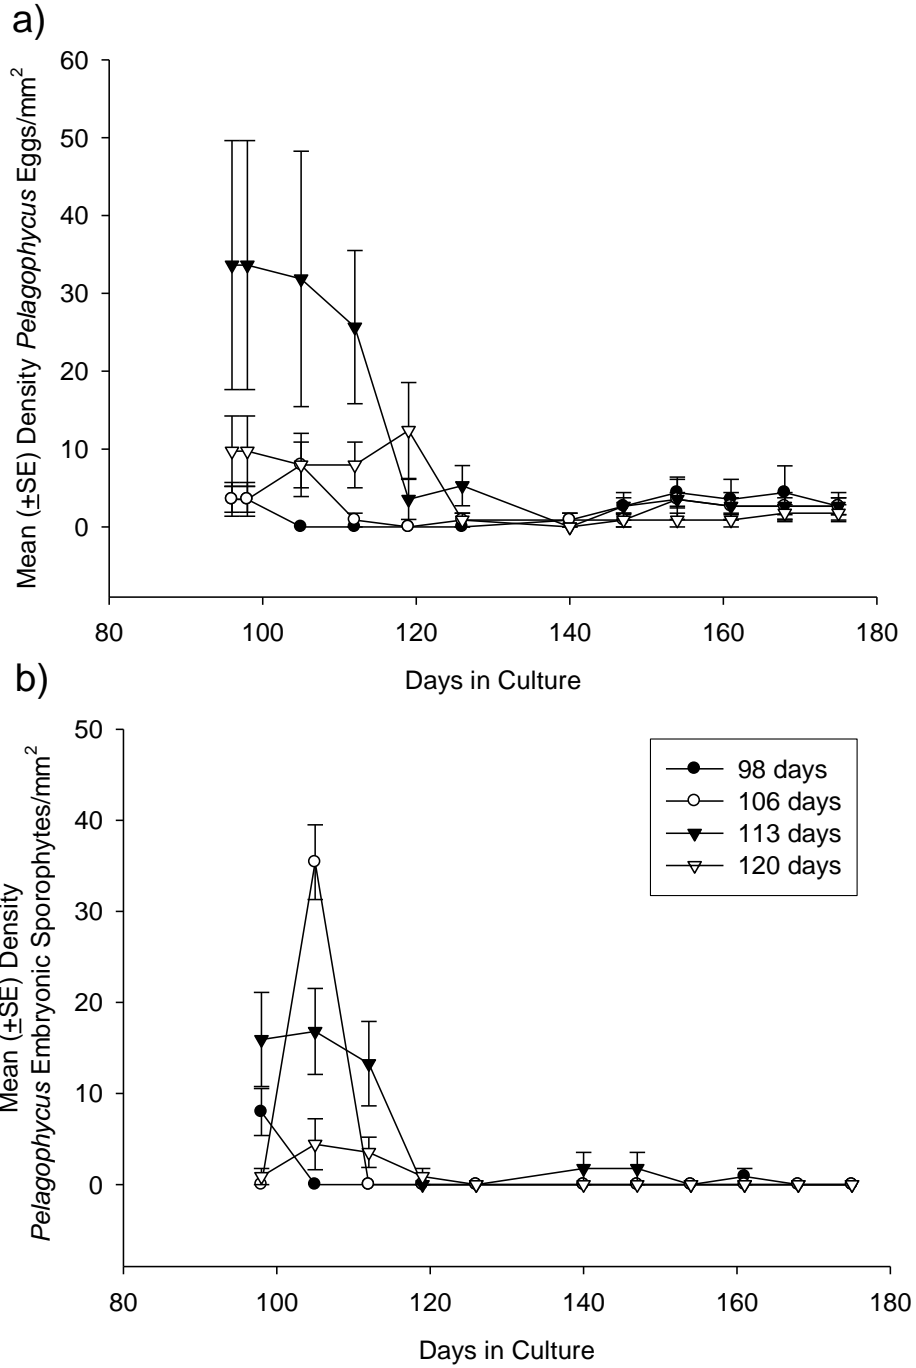 a)
60
50
40
30
20
10
0
Mean (±SE) Density Pelagophycus Eggs/mm²
80 100 120 140 160 180
Days in Culture
b)
50
40
30
20
10
0
Mean (±SE) Density
Pelagophycus Embryonic Sporophytes/mm²
98 days
106 days
113 days
120 days
80 100 120 140 160 180
Days in Culture